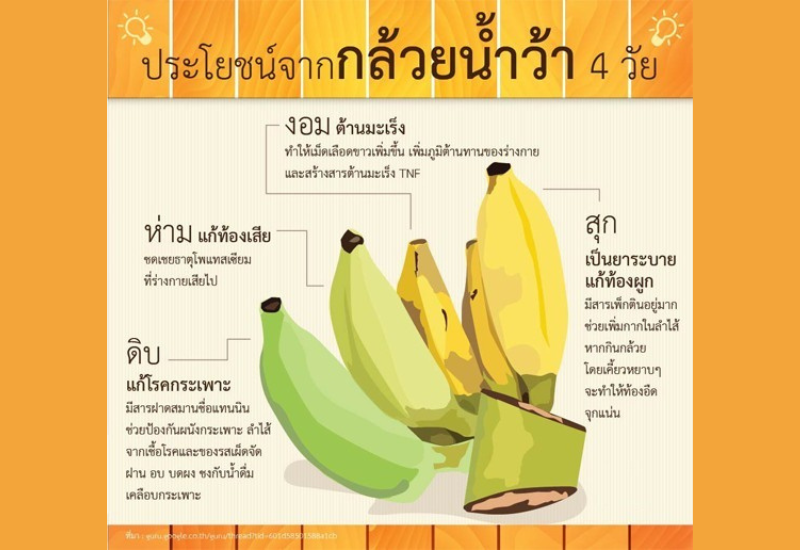 ประโยชน์จากกล้วยน้ำว้า 4 วัย
งอม ต้านมะเร็ง
ทำให้เม็ดเลือดขาวเพิ่มขึ้น เพิ่มภูมิต้านทานของร่างกาย
และสร้างสารต้านมะเร็ง TNF
ห่าม แก้ท้องเสีย
ชดเชยธาตุโพแทสเซียม
ที่ร่างกายเสียไป
สุก
เป็นยาระบาย
แก้ท้องผูก
มีสารเพ็กตินอยู่มาก
ช่วยเพิ่มกากในลำไส้
หากกินกล้วย
โดยเคี้ยวหยาบๆ
จะทำให้ท้องอืด
จุกแน่น
ดิบ
แก้โรคกระเพาะ
มีสารฝาดสมานชื่อแทนนิน
ช่วยป้องกันผนังกระเพาะ ลำไส้
จากเชื้อโรคและของรสเผ็ดจัด
ฝาน อบ บดผง ชงกับน้ำดื่ม
เคลือบกระเพาะ
ที่มา :